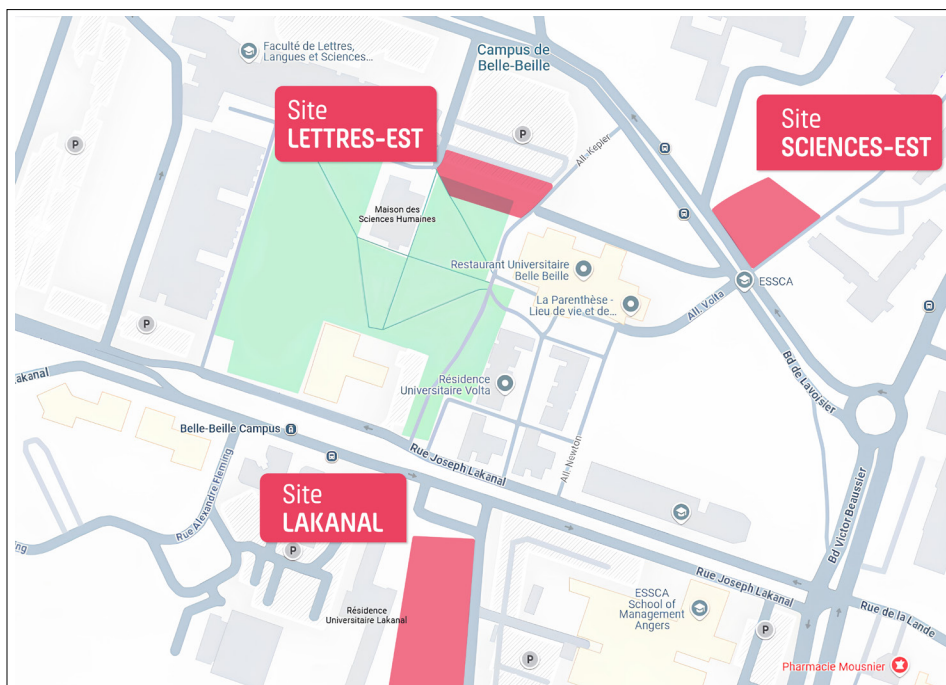 Faculté de Lettres,
Langues et Sciences...
Campus de
Belle-Beille
Site
LETTRES-EST
P
P
All. Kepler
Site
SCIENCES-EST
Maison des
Sciences Humaines
Restaurant Universitaire
Belle Beille
ESSCA
La Parenthèse -
Lieu de vie et de...
All. Volta
P
Bd de Lavoisier
Résidence
Universitaire Volta
akanal
Belle-Beille Campus
Rue Joseph Lakanal
All. Newton
Rue Alexandre Fleming
Site
LAKANAL
Bd Victor Beaussier
ing
P
Rue Joseph Lakanal
ESSCA
School of
Management
Angers
Résidence
Universitaire Lakanal
Rue de la Lande
P
P
Pharmacie Mousnier